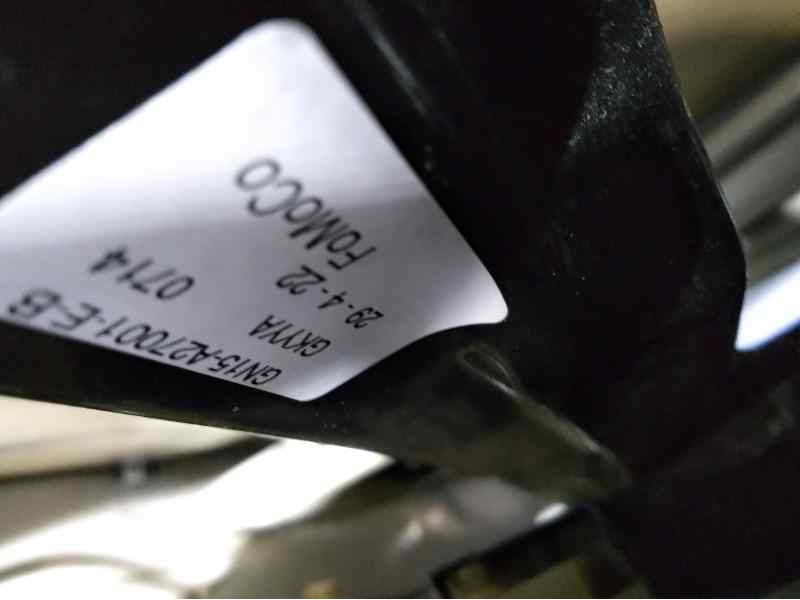 GN15-A27001-E-B
GKYYA 0714
29-4-22
FoMoCo